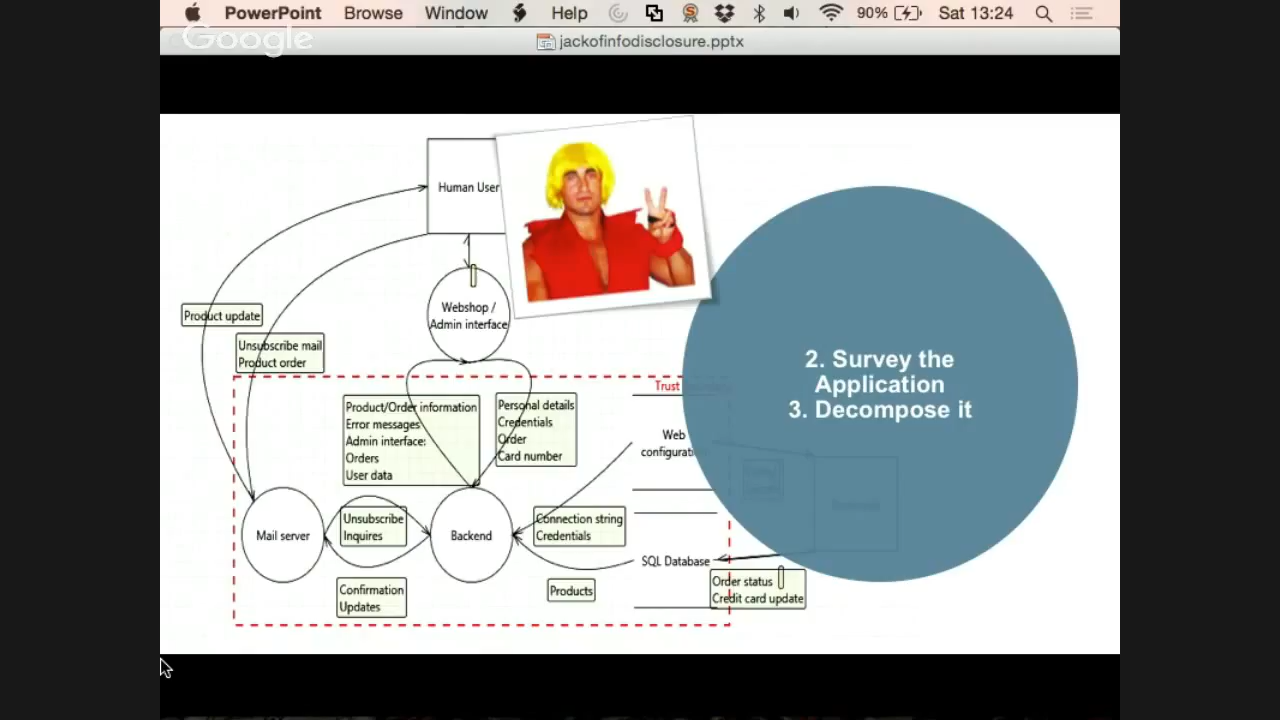 PowerPoint Browse Window Help 90% Sat 13:24
Google
jackofinfodisclosure.pptx
Human User
Webshop /
Admin interface
Product update
Unsubscribe mail
Product order
2. Survey the
Application
3. Decompose it
Trust
Product/Order information
Error messages
Admin interface:
Orders
User data
Personal details
Credentials
Order
Card number
Web
Mail server
Unsubscribe
Inquires
Backend
Connection string
Credentials
SQL Database
Confirmation
Updates
Products
Order status
Credit card update